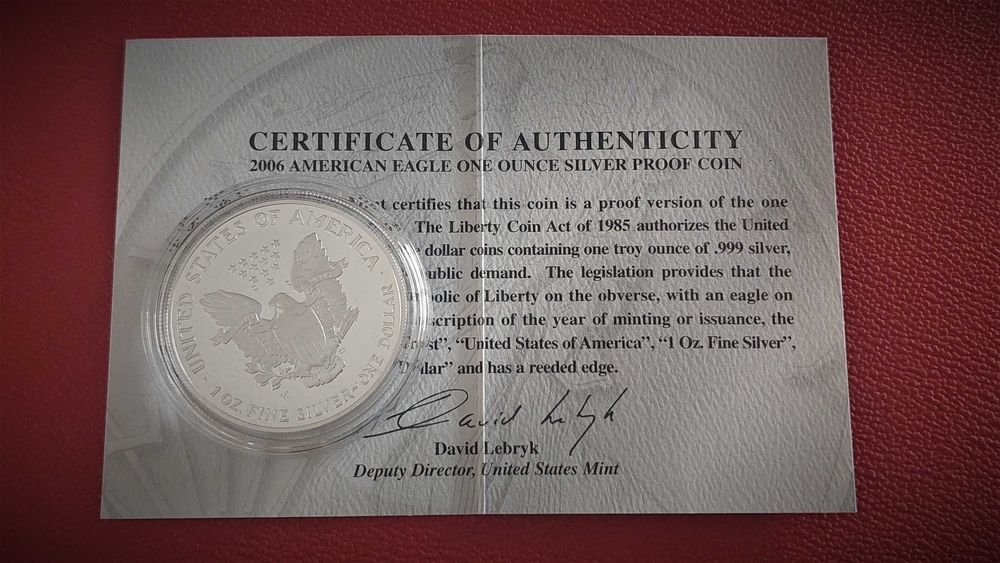 CERTIFICATE OF AUTHENTICITY
2006 AMERICAN EAGLE ONE OUNCE SILVER PROOF COIN
certifies that this coin is a proof version of the one
The Liberty Coin Act of 1985 authorizes the United
dollar coins containing one troy ounce of .999 silver,
demand. The legislation provides that the
of Liberty on the obverse, with an eagle on
of the year of minting or issuance, the
“United States of America”, “1 Oz. Fine Silver”,
and has a reeded edge.
David Lebryk
David Lebryk
Deputy Director, United States Mint
UNITED STATES OF AMERICA
1 OZ. FINE SILVER~ONE DOLLAR